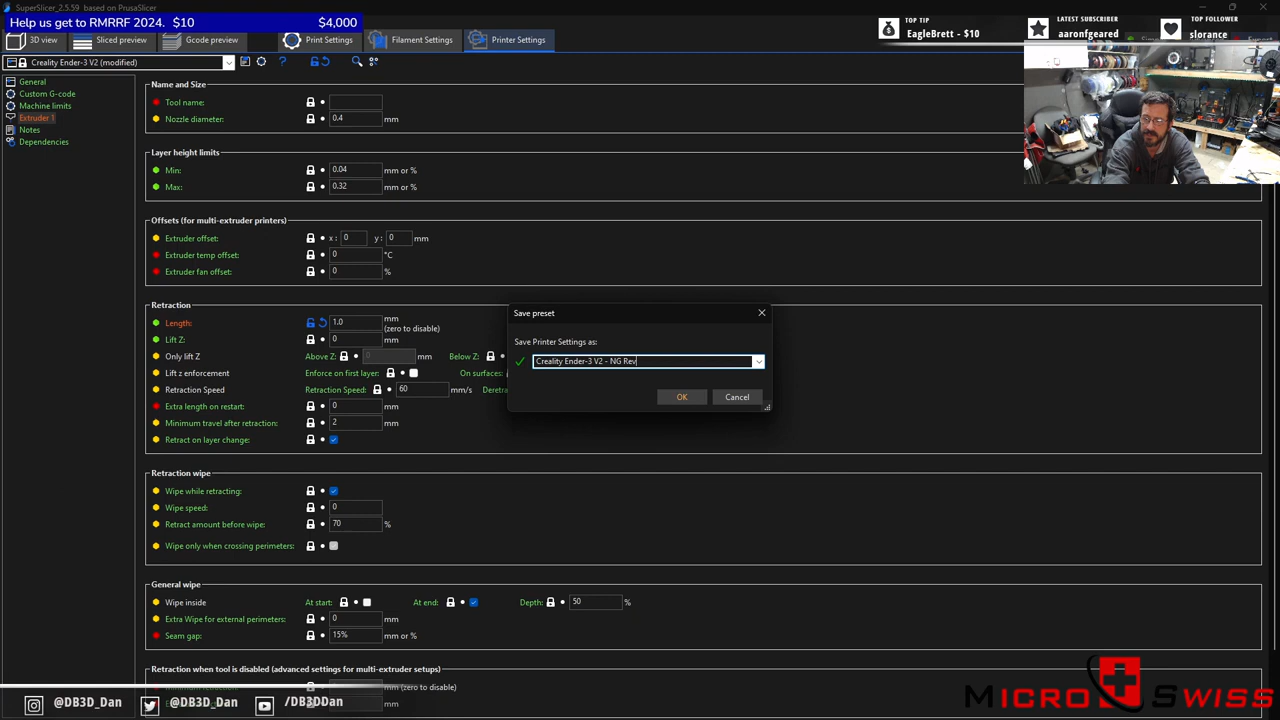 SuperSlicer_2.5.59 based on PrusaSlicer
Help us get to RMRRF 2024. $10 $4,000
TOP TIP
EagleBrett - $10
LATEST SUBSCRIBER
aaronfgeared
TOP FOLLOWER
slorance
3D view
Sliced preview
Gcode preview
Print Settings
Filament Settings
Printer Settings
Creality Ender-3 V2 (modified)
General
Custom G-code
Machine limits
Extruder 1
Notes
Dependencies
Name and Size
Tool name:
Nozzle diameter: 0.4 mm
Layer height limits
Min: 0.04 mm or %
Max: 0.32 mm or %
Offsets (for multi-extruder printers)
Extruder offset: x : 0 y : 0 mm
Extruder temp offset: 0 °C
Extruder fan offset: 0 %
Retraction
Length: 1.0 mm
(zero to disable)
Lift Z: 0 mm
Only lift Z Above Z: 0 mm Below Z:
Lift z enforcement Enforce on first layer: On surfaces:
Retraction Speed Retraction Speed: 60 mm/s
Extra length on restart: 0 mm
Minimum travel after retraction: 2 mm
Retract on layer change:
Save preset
Save Printer Settings as:
Creality Ender-3 V2 - NG Rev
OK Cancel
Retraction wipe
Wipe while retracting:
Wipe speed: 0
Retract amount before wipe: 70 %
Wipe only when crossing perimeters:
General wipe
Wipe inside At start: At end: Depth: 50 %
Extra Wipe for external perimeters: 0 mm
Seam gap: 15% mm or %
Retraction when tool is disabled (advanced settings for multi-extruder setups)
mm (zero to disable)
@DB3D_Dan @DB3D_Dan /DB3DDan
MICRO SWISS